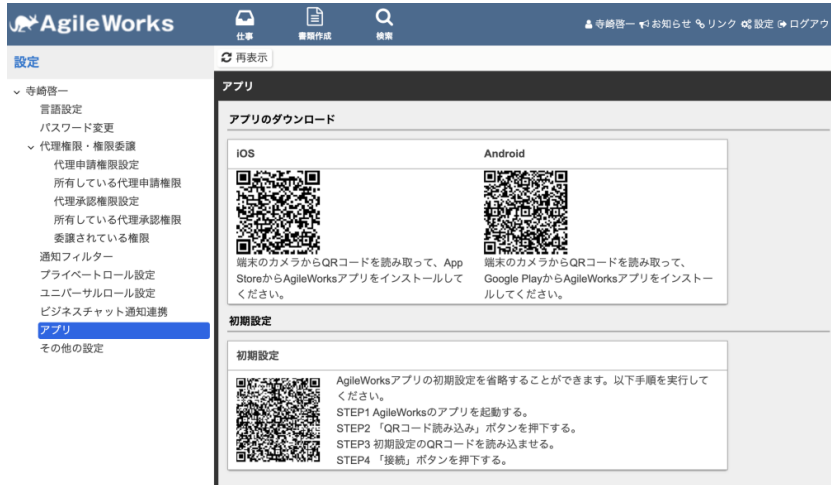 AgileWorks
仕事
書類作成
検索
寺崎啓一 お知らせ リンク 設定 ログアウ
設定
再表示
寺崎啓一
言語設定
パスワード変更
代理権限・権限委譲
代理申請権限設定
所有している代理申請権限
代理承認権限設定
所有している代理承認権限
委譲されている権限
通知フィルター
プライベートロール設定
ユニバーサルロール設定
ビジネスチャット通知連携
アプリ
その他の設定
アプリ
アプリのダウンロード
iOS
端末のカメラからQRコードを読み取って、App
StoreからAgileWorksアプリをインストールして
ください。
Android
端末のカメラからQRコードを読み取って、
Google PlayからAgileWorksアプリをインストー
ルしてください。
初期設定
初期設定
AgileWorksアプリの初期設定を省略することができます。以下手順を実行して
ください。
STEP1 AgileWorksのアプリを起動する。
STEP2 「QRコード読み込み」ボタンを押下する。
STEP3 初期設定のQRコードを読み込ませる。
STEP4 「接続」ボタンを押下する。